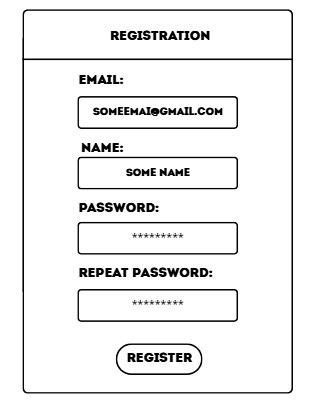 REGISTRATION
EMAIL:
SOMEEMAI@GMAIL.COM
NAME:
SOME NAME
PASSWORD:
*********
REPEAT PASSWORD:
*********
REGISTER